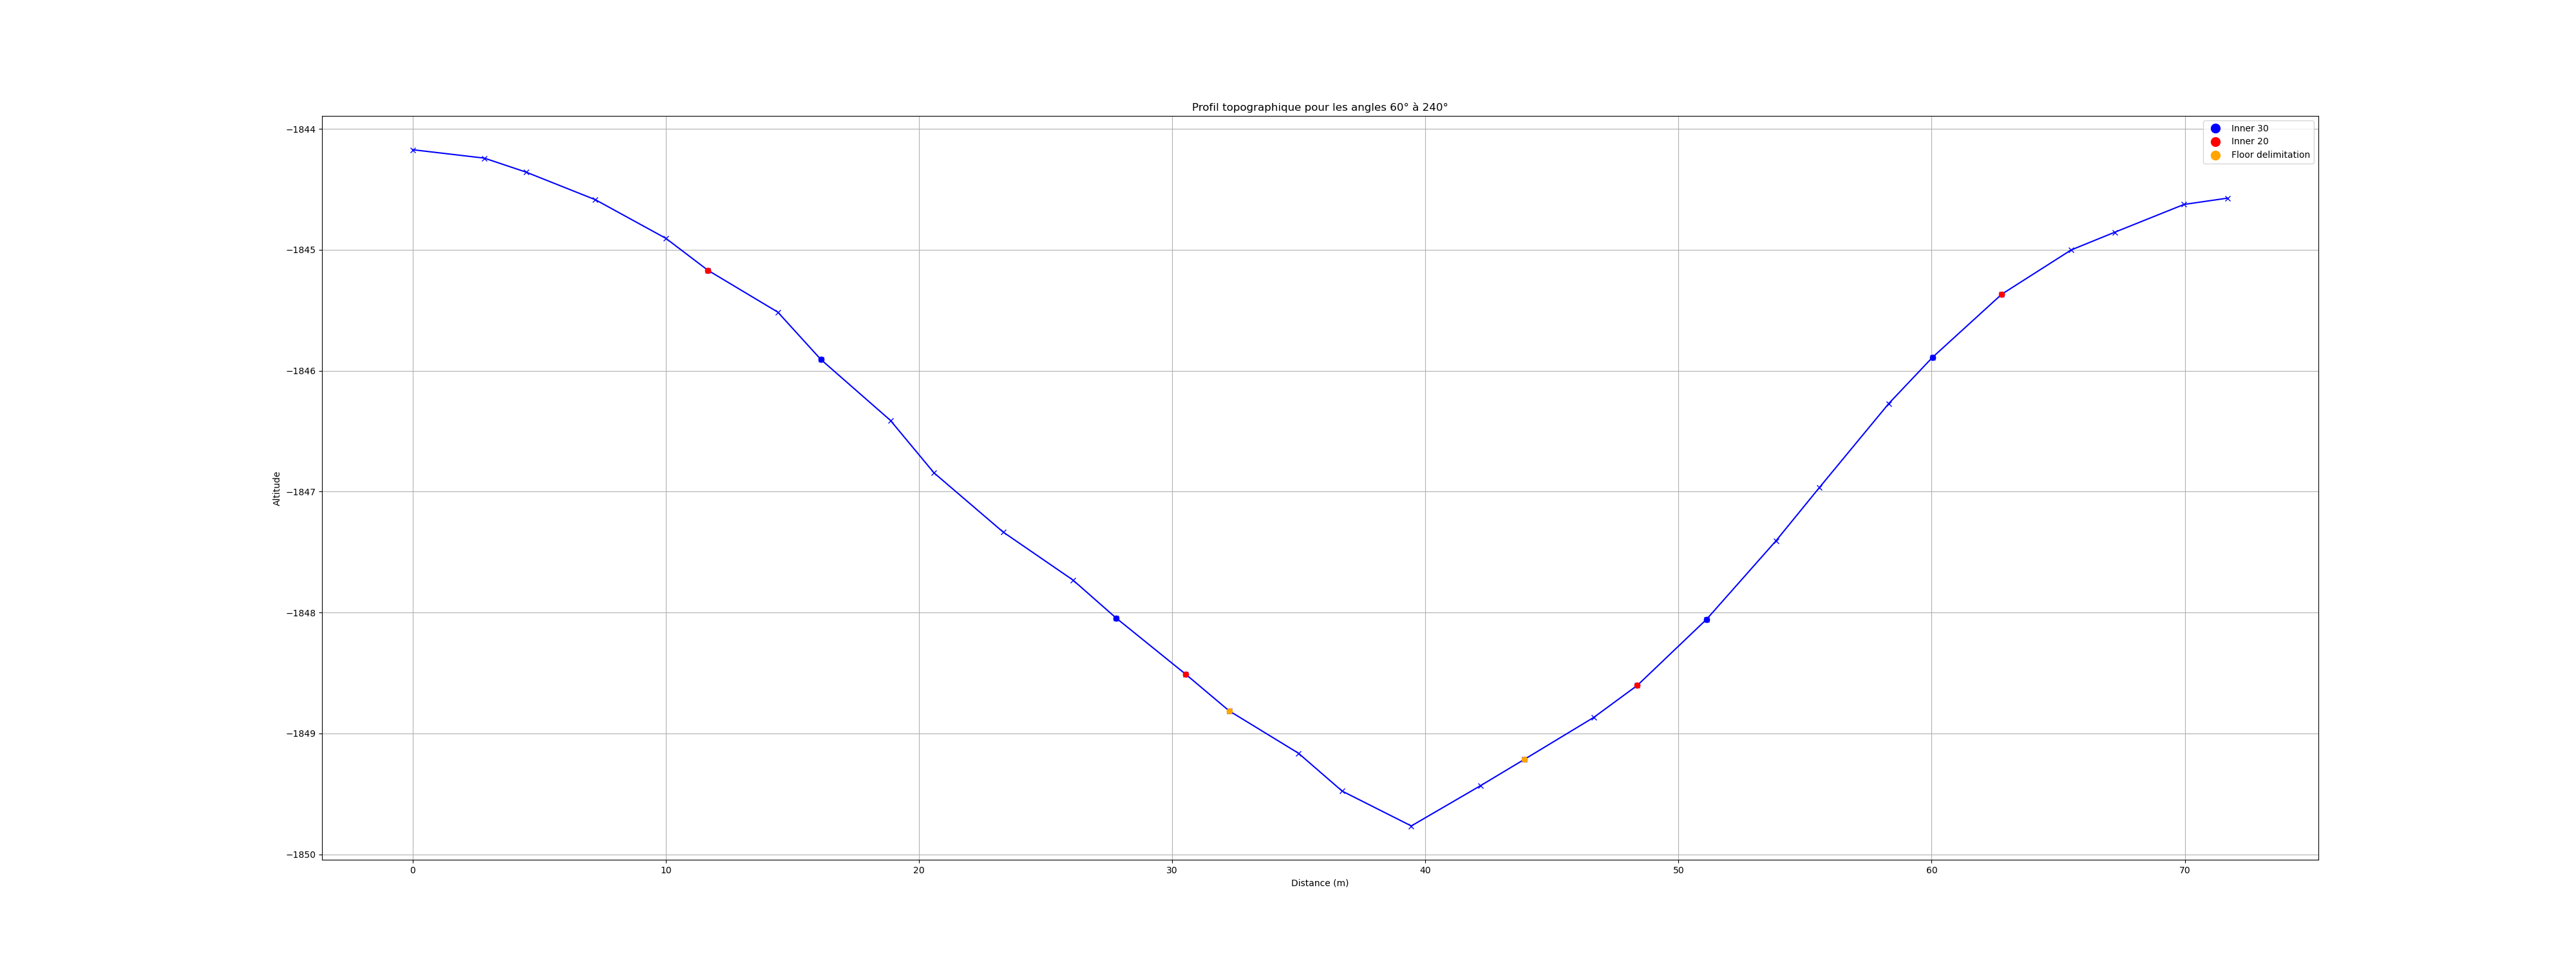 Profil topographique pour les angles 60° à 240°
Inner 30
Inner 20
Floor delimitation
Altitude
−1844
−1845
−1846
−1847
−1848
−1849
−1850
0 10 20 30 40 50 60 70
Distance (m)